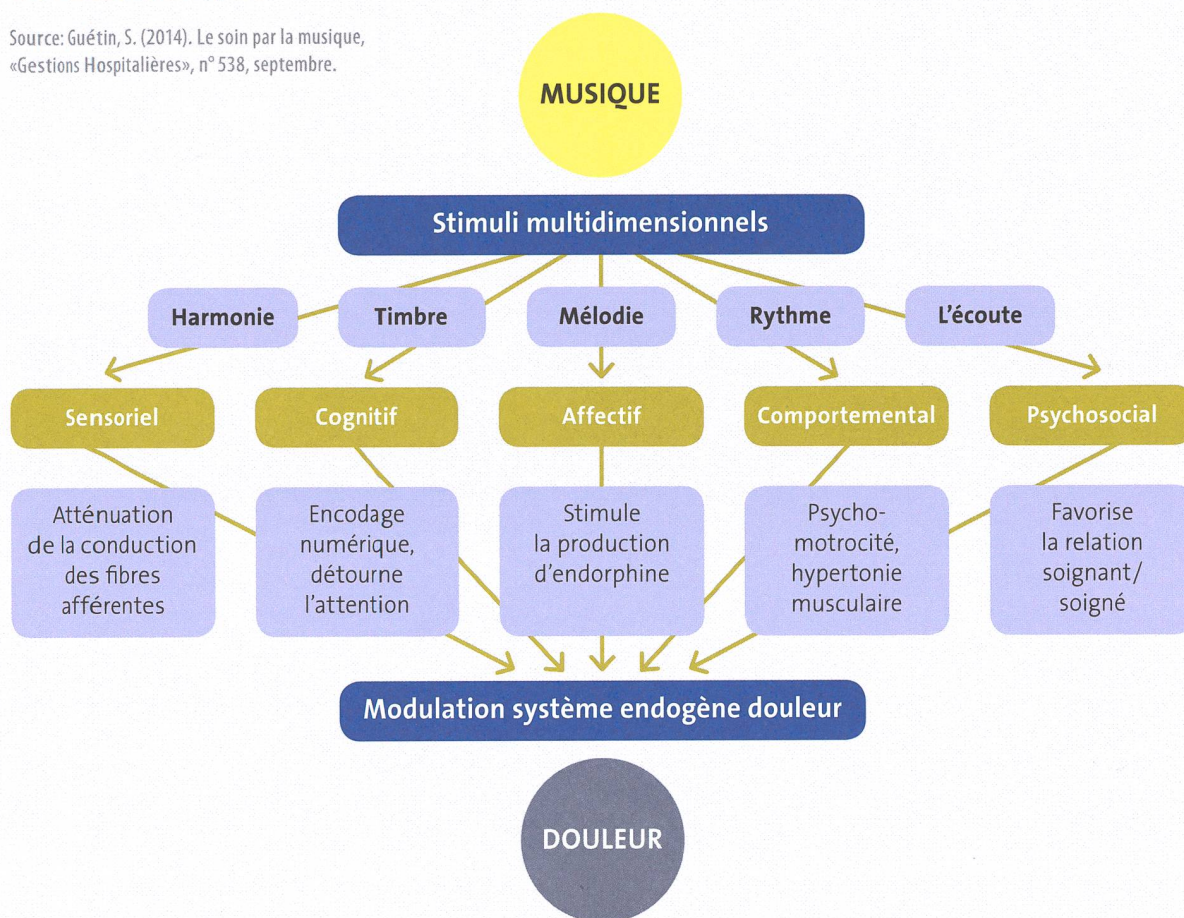 Source: Guétin, S. (2014). Le soin par la musique,
«Gestions Hospitalières», n° 538, septembre.
MUSIQUE
Stimuli multidimensionnels
Harmonie
Timbre
Mélodie
Rythme
L'écoute
Sensoriel
Cognitif
Affectif
Comportemental
Psychosocial
Atténuation
de la conduction
des fibres
afférentes
Encodage
numérique,
détourne
l'attention
Stimule
la production
d'endorphine
Psycho-
motrocité,
hypertonie
musculaire
Favorise
la relation
soignant/
soigné
Modulation système endogène douleur
DOULEUR